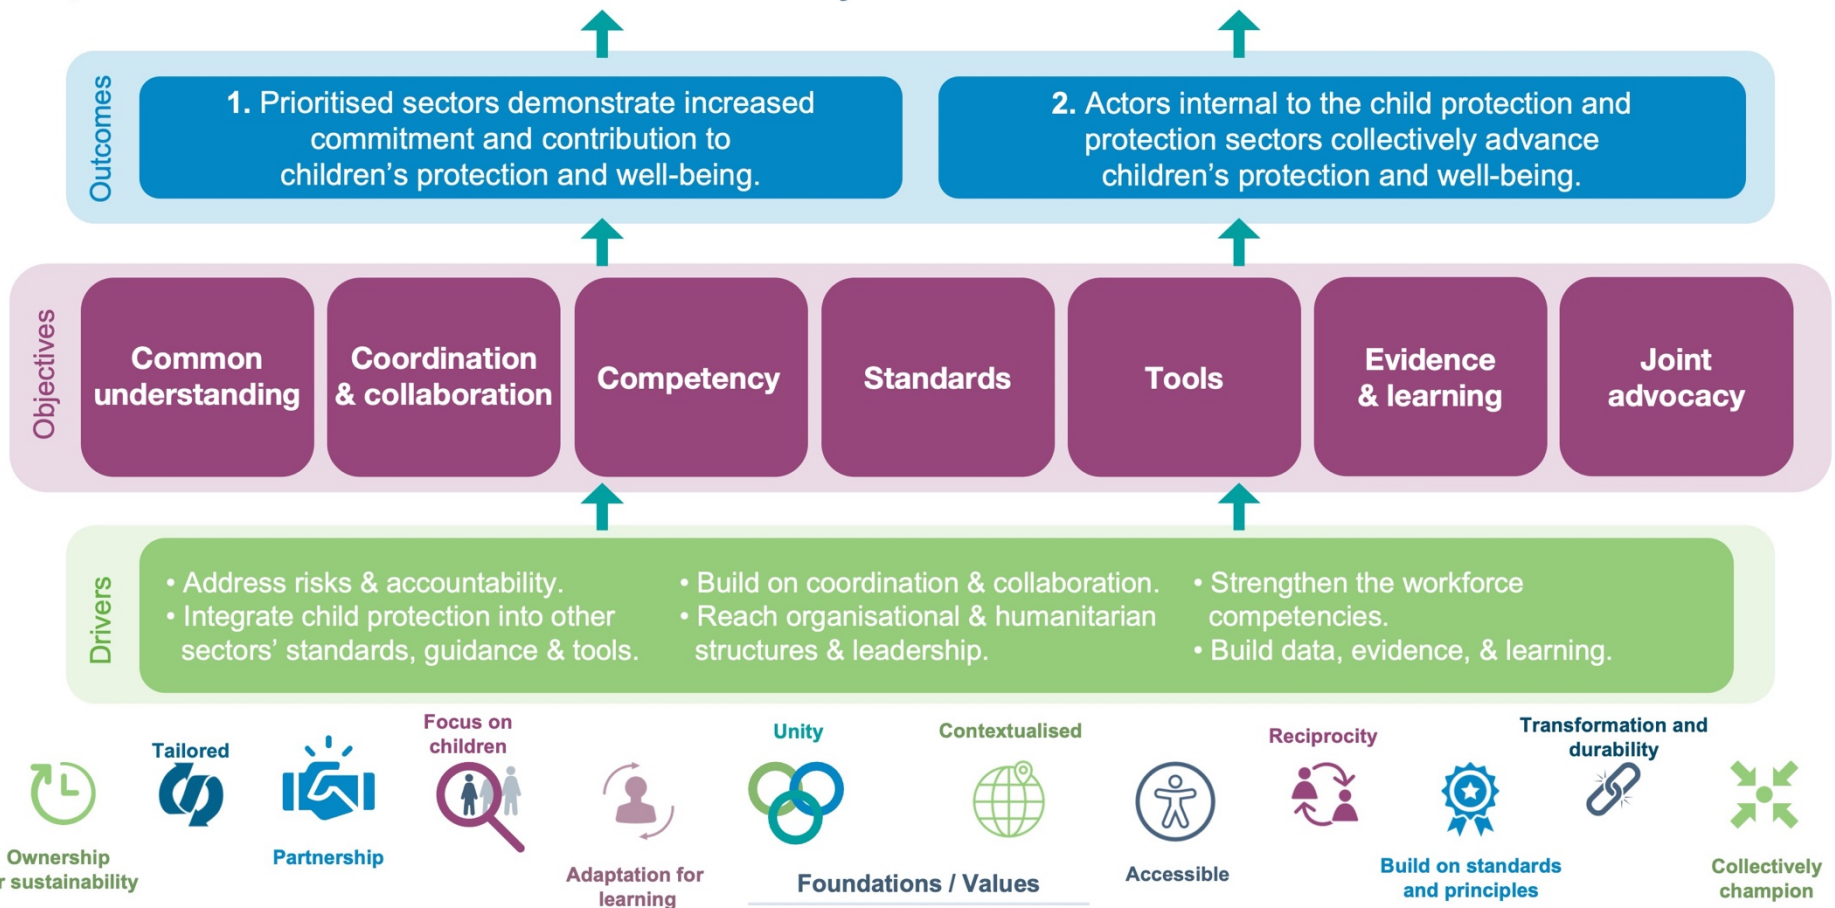 Outcomes
1. Prioritised sectors demonstrate increased
commitment and contribution to
children’s protection and well-being.
2. Actors internal to the child protection and
protection sectors collectively advance
children’s protection and well-being.
Objectives
Common
understanding
Coordination
& collaboration
Competency
Standards
Tools
Evidence
& learning
Joint
advocacy
Drivers
• Address risks & accountability.
• Integrate child protection into other
sectors’ standards, guidance & tools.
• Build on coordination & collaboration.
• Reach organisational & humanitarian
structures & leadership.
• Strengthen the workforce
competencies.
• Build data, evidence, & learning.
Ownership
r sustainability
Tailored
Partnership
Focus on
children
Adaptation for
learning
Unity
Contextualised
Accessible
Reciprocity
Build on standards
and principles
Transformation and
durability
Collectively
champion
Foundations / Values